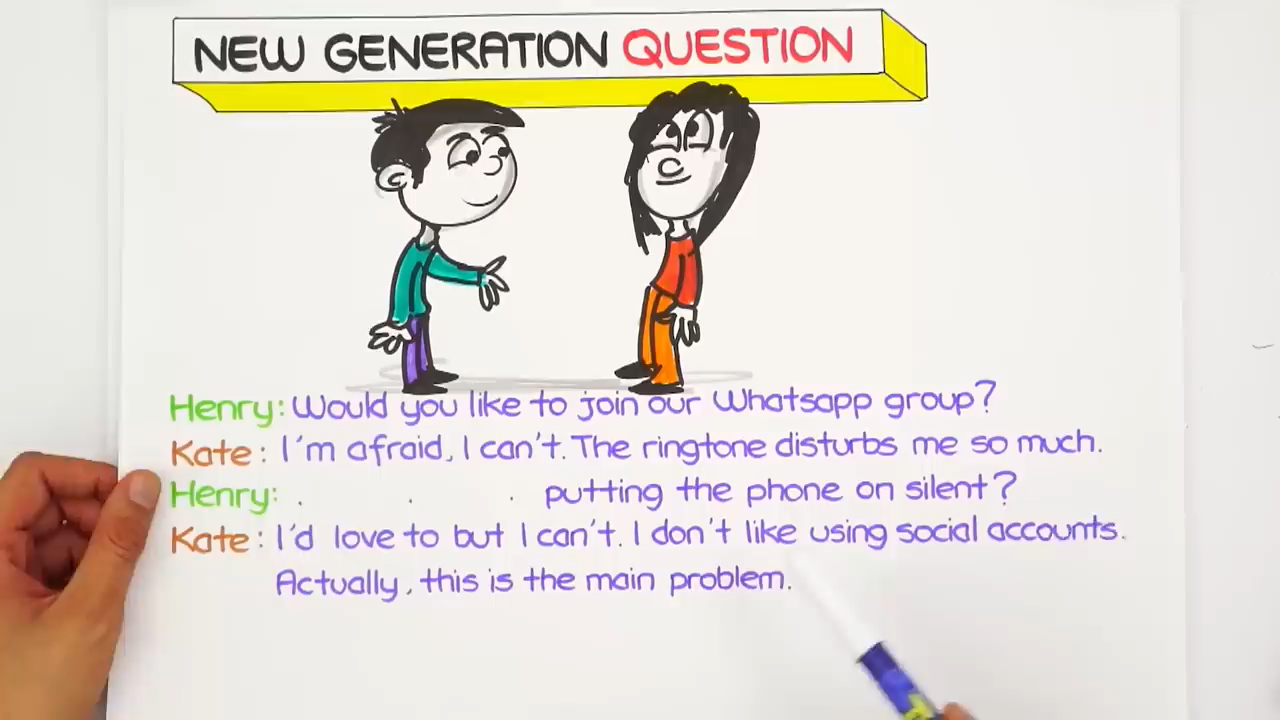 NEW GENERATION QUESTION
Henry: Would you like to join our Whatsapp group?
Kate: I'm afraid, I can't. The ringtone disturbs me so much.
Henry: . . . putting the phone on silent?
Kate: I'd love to but I can't. I don't like using social accounts.
Actually, this is the main problem.